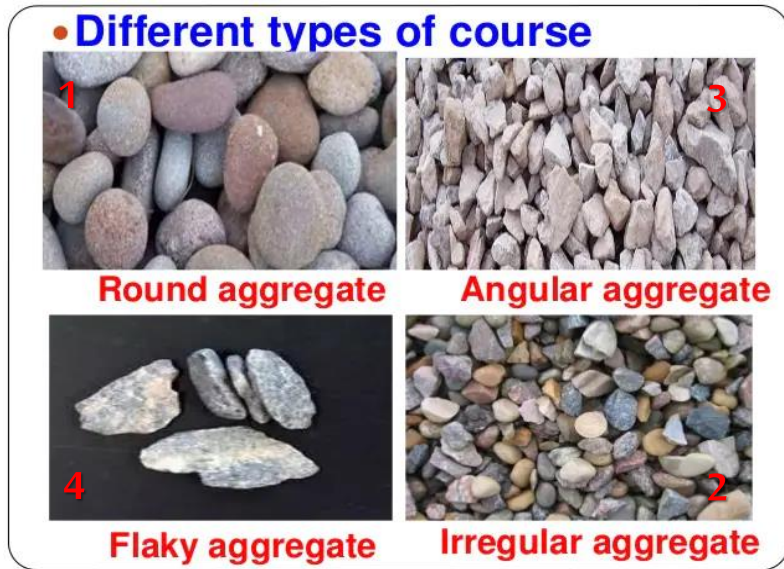 • Different types of course
1
3
Round aggregate
Angular aggregate
4
2
Flaky aggregate
Irregular aggregate